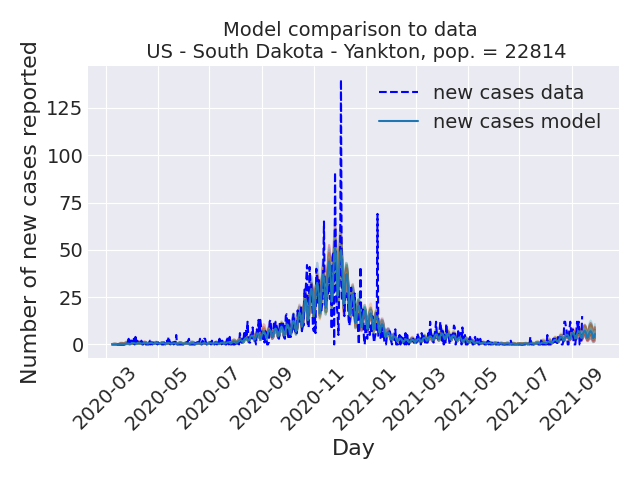 Model comparison to data
US - South Dakota - Yankton, pop. = 22814
Number of new cases reported
125
100
75
50
25
0
new cases data
new cases model
2020-03
2020-05
2020-07
2020-09
2020-11
2021-01
2021-03
2021-05
2021-07
2021-09
Day